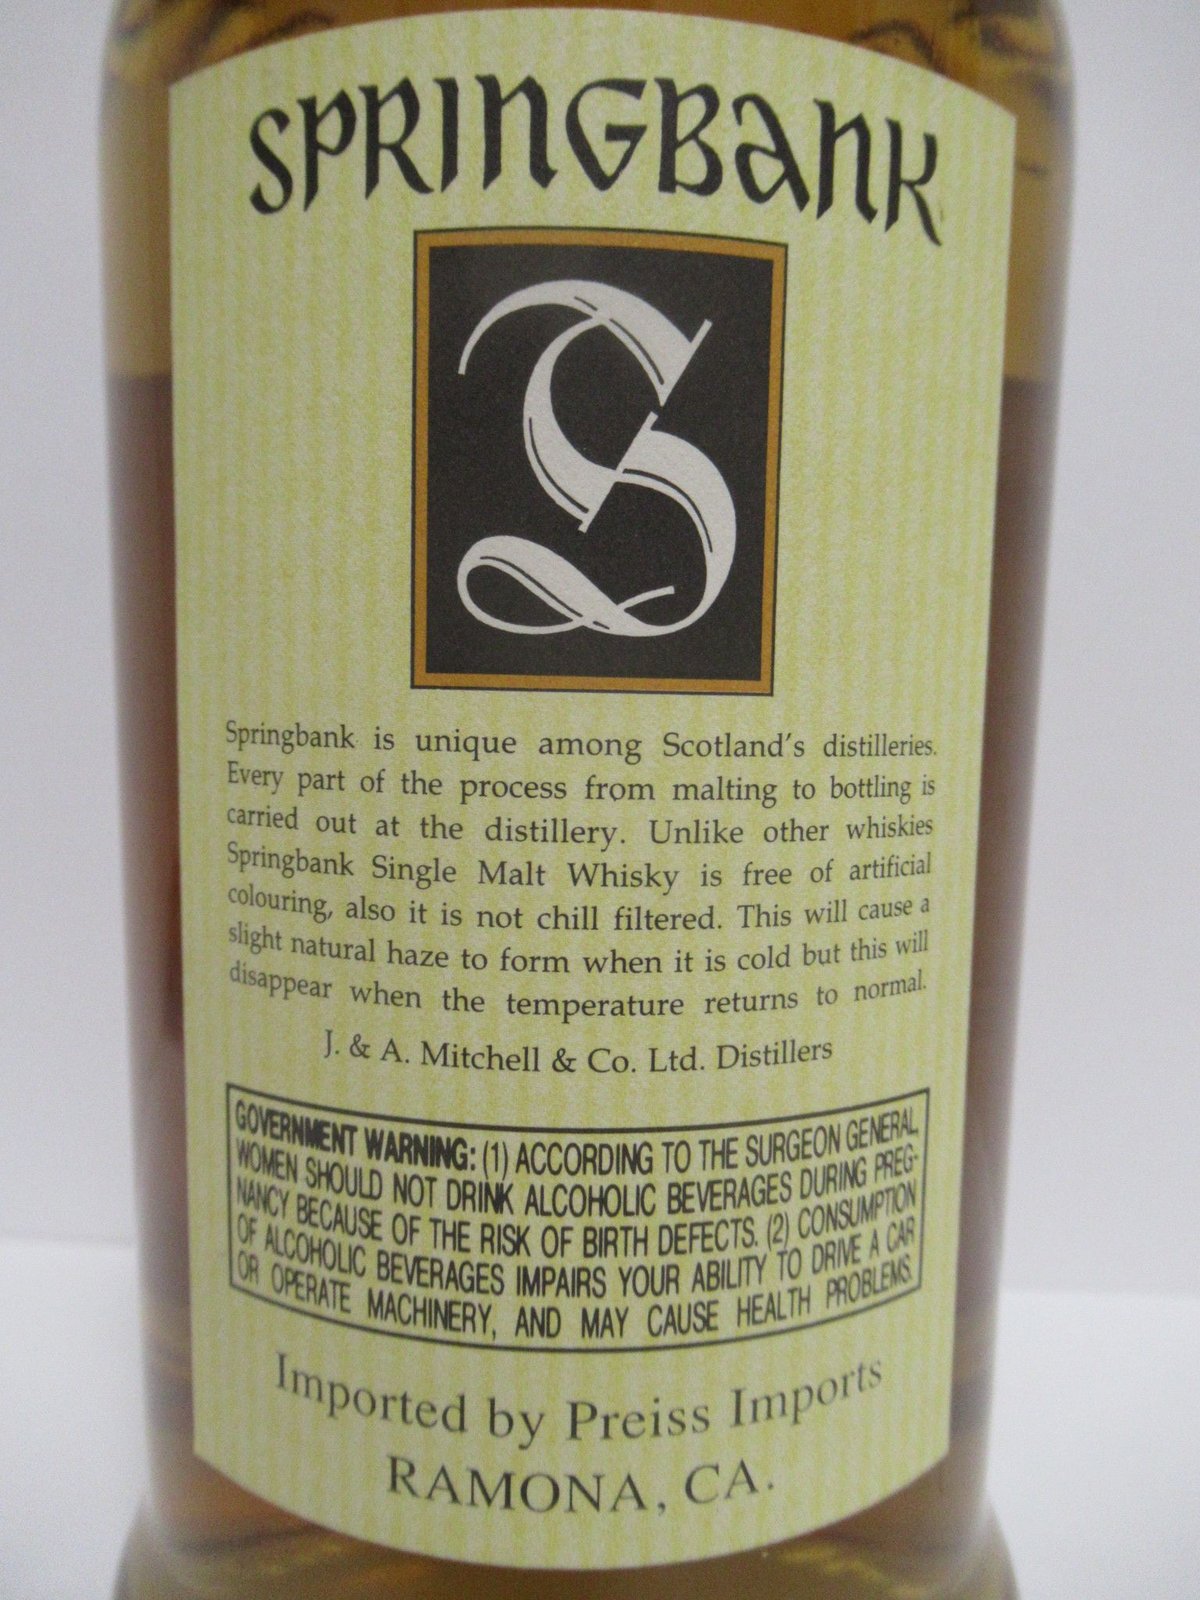 SPRINGBANK
S
Springbank is unique among Scotland's distilleries.
Every part of the process from malting to bottling is
carried out at the distillery. Unlike other whiskies
Springbank Single Malt Whisky is free of artificial
colouring, also it is not chill filtered. This will cause a
slight natural haze to form when it is cold but this will
disappear when the temperature returns to normal.
J. & A. Mitchell & Co. Ltd. Distillers
GOVERNMENT WARNING: (1) ACCORDING TO THE SURGEON GENERAL,
WOMEN SHOULD NOT DRINK ALCOHOLIC BEVERAGES DURING PREG-
NANCY BECAUSE OF THE RISK OF BIRTH DEFECTS. (2) CONSUMPTION
OF ALCOHOLIC BEVERAGES IMPAIRS YOUR ABILITY TO DRIVE A CAR
OR OPERATE MACHINERY, AND MAY CAUSE HEALTH PROBLEMS.
Imported by Preiss Imports
RAMONA, CA.